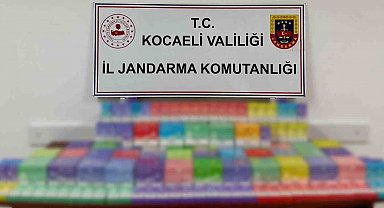 T.C.
KOCAELİ VALİLİĞİ
İL JANDARMA KOMUTANLIĞI